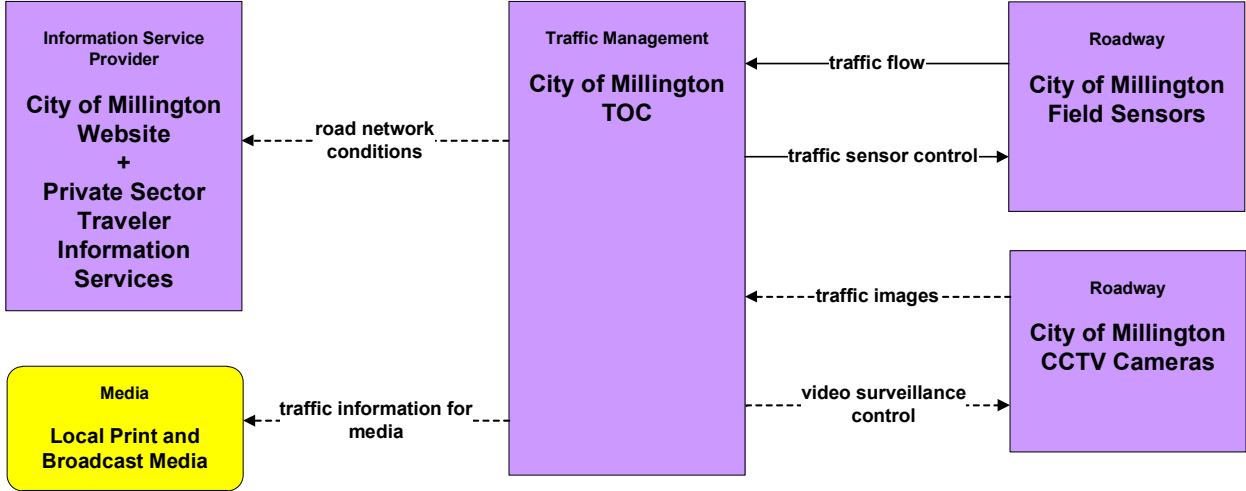 Information Service
Provider
City of Millington
Website
+
Private Sector
Traveler
Information
Services
road network
conditions
Media
Local Print and
Broadcast Media
traffic information for
media
Traffic Management
City of Millington
TOC
traffic flow
traffic sensor control
traffic images
video surveillance
control
Roadway
City of Millington
Field Sensors
Roadway
City of Millington
CCTV Cameras